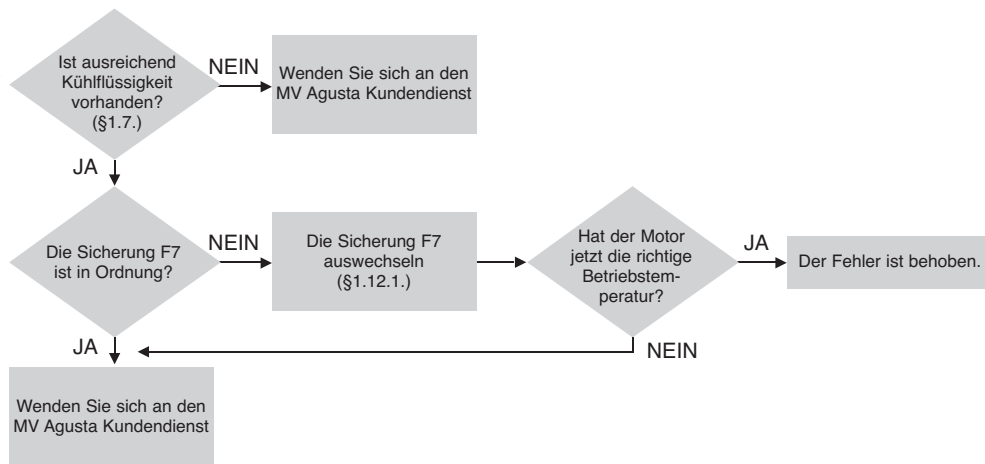 Ist ausreichend
Kühlflüssigkeit
vorhanden?
(§1.7.)
NEIN
Wenden Sie sich an den
MV Agusta Kundendienst
JA
Die Sicherung F7
ist in Ordnung?
NEIN
Die Sicherung F7
auswechseln
(§1.12.1.)
Hat der Motor
jetzt die richtige
Betriebstem-
peratur?
JA
Der Fehler ist behoben.
JA
NEIN
Wenden Sie sich an den
MV Agusta Kundendienst